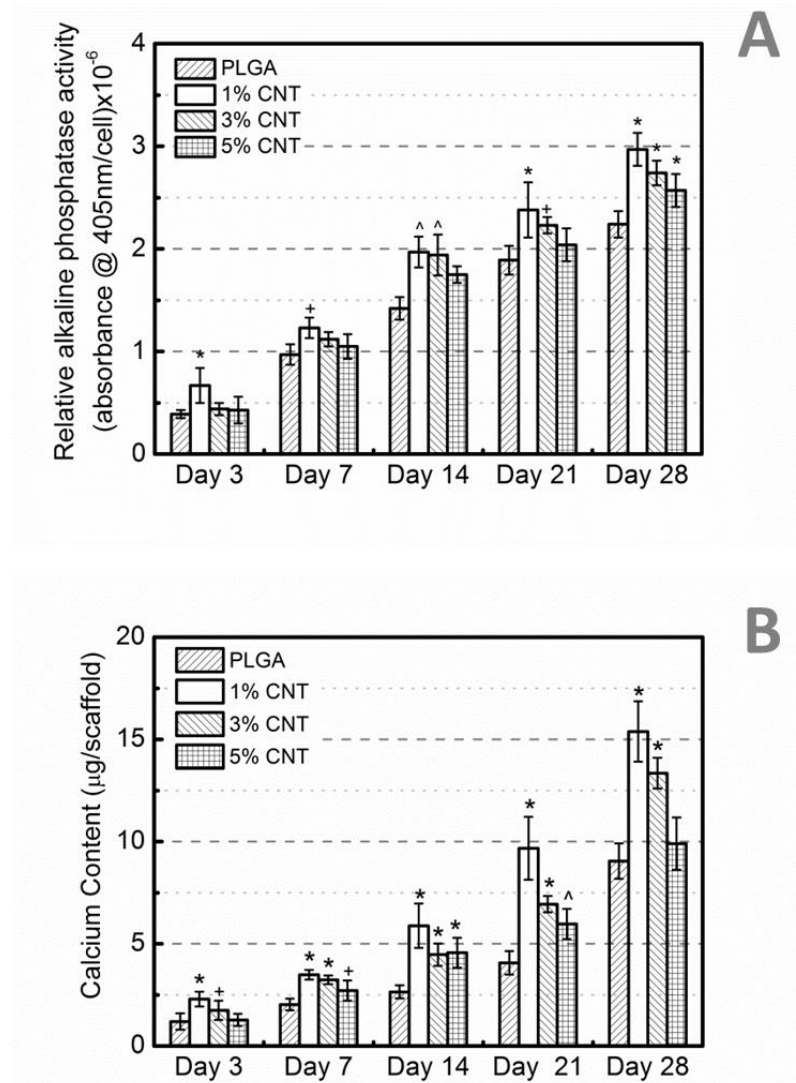 A
Relative alkaline phosphatase activity
(absorbance @ 405nm/cell)x10⁻⁶
4
3
2
1
0
PLGA
1% CNT
3% CNT
5% CNT
*
+
^ ^
* +
* * *
Day 3 Day 7 Day 14 Day 21 Day 28
B
Calcium Content (μg/scaffold)
20
15
10
5
0
PLGA
1% CNT
3% CNT
5% CNT
* +
* * +
* * *
* * ^
* *
Day 3 Day 7 Day 14 Day 21 Day 28